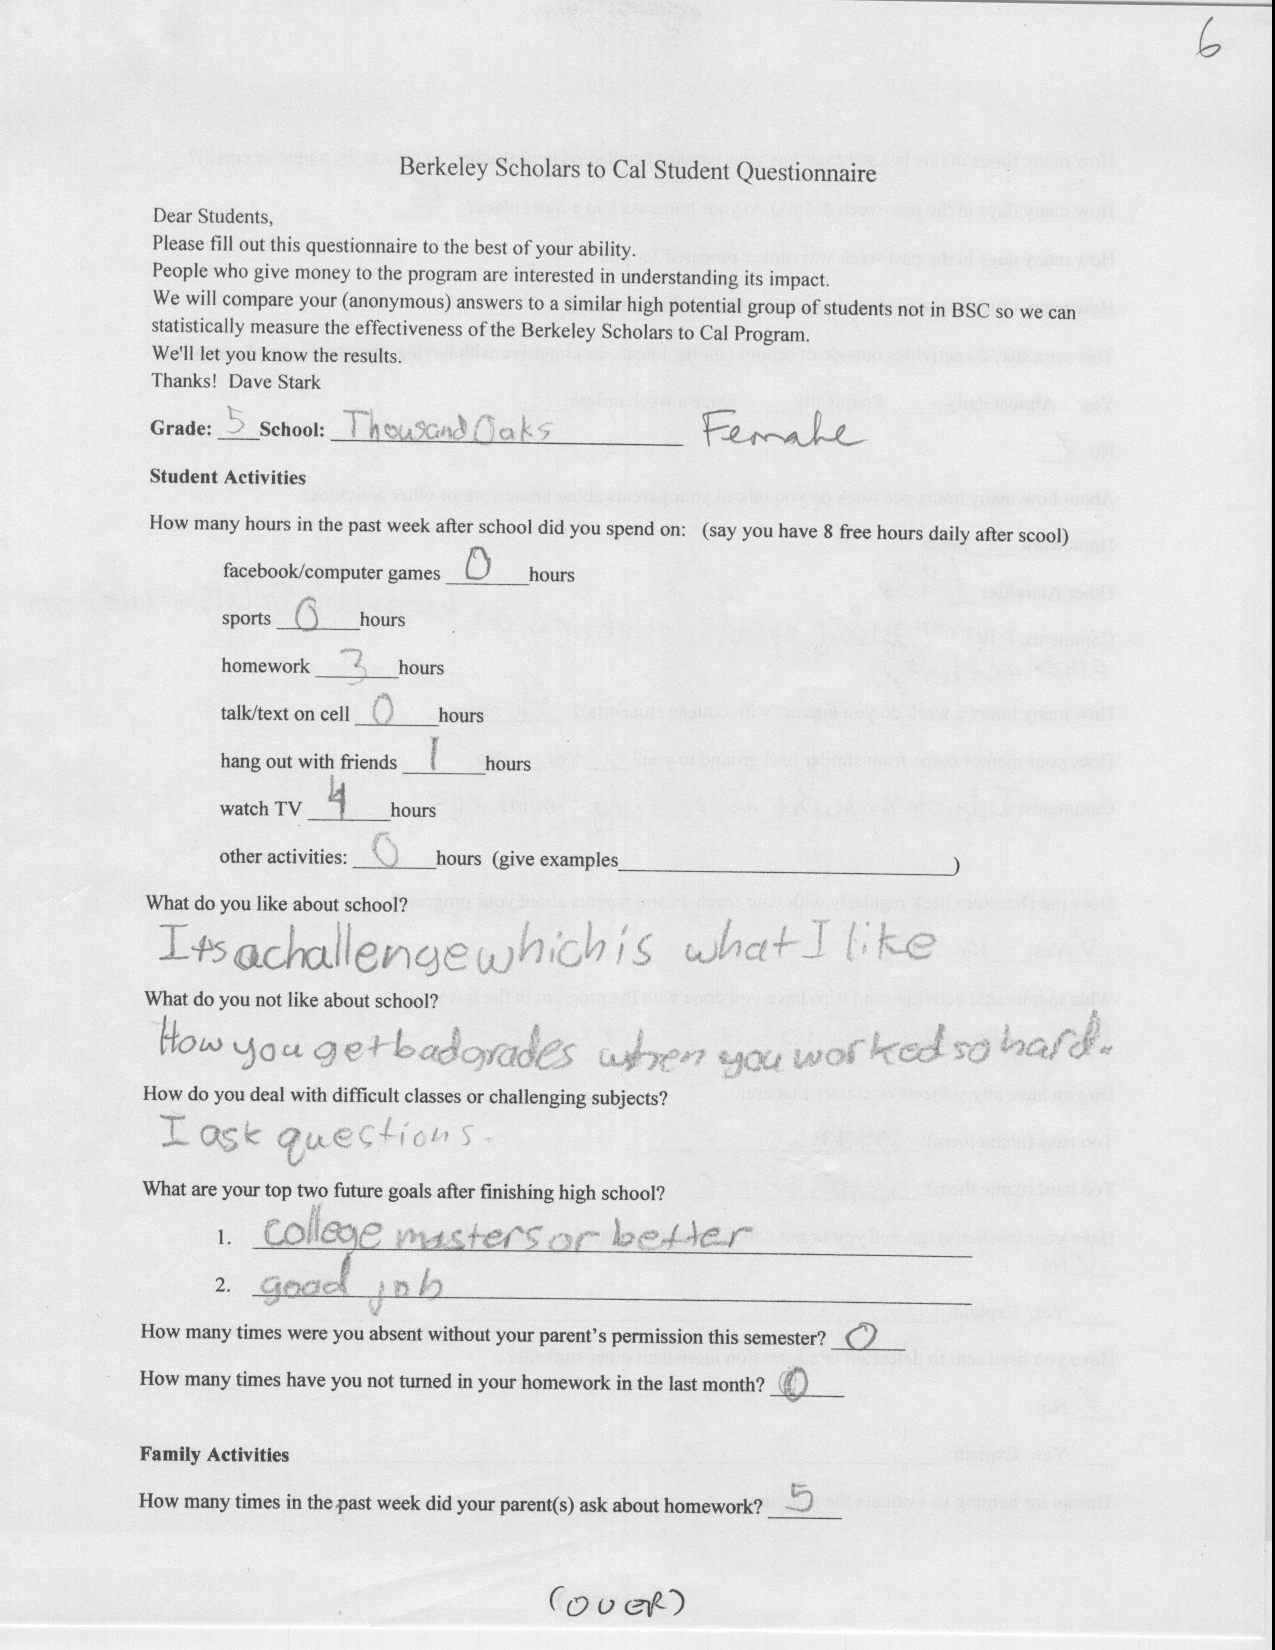 6
Berkeley Scholars to Cal Student Questionnaire
Dear Students,
Please fill out this questionnaire to the best of your ability.
People who give money to the program are interested in understanding its impact.
We will compare your (anonymous) answers to a similar high potential group of students not in BSC so we can
statistically measure the effectiveness of the Berkeley Scholars to Cal Program.
We'll let you know the results.
Thanks! Dave Stark
Grade: 5 School: Thousand Oaks Female
Student Activities
How many hours in the past week after school did you spend on: (say you have 8 free hours daily after scool)
facebook/computer games 0 hours
sports 0 hours
homework 3 hours
talk/text on cell 0 hours
hang out with friends 1 hours
watch TV 4 hours
other activities: 0 hours (give examples )
What do you like about school?
Itsachallenge which is what I like
What do you not like about school?
How you get bad grades when you worked so hard.
How do you deal with difficult classes or challenging subjects?
I ask questions.
What are your top two future goals after finishing high school?
1. college masters or better
2. good job
How many times were you absent without your parent's permission this semester? 0
How many times have you not turned in your homework in the last month? 0
Family Activities
How many times in the past week did your parent(s) ask about homework? 5
(OVER)